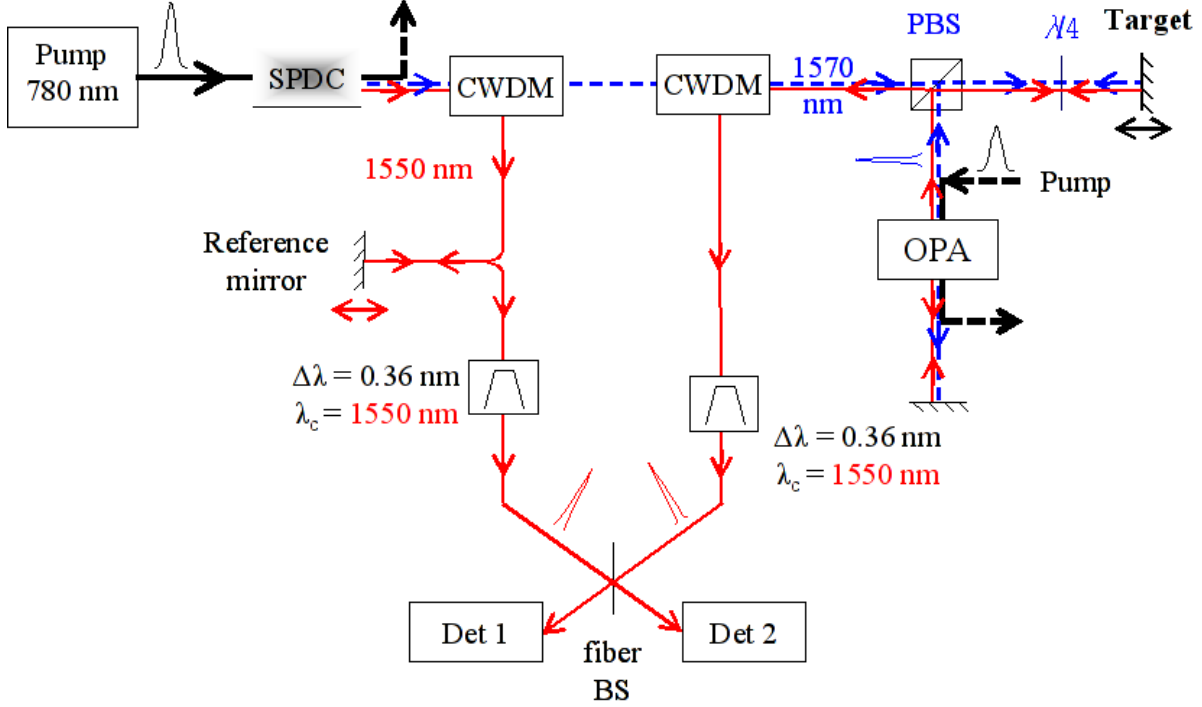 Pump
780 nm
SPDC
CWDM
CWDM
1570
nm
PBS
λ/4
Target
1550 nm
Pump
OPA
Reference
mirror
Δλ = 0.36 nm
λc = 1550 nm
Δλ = 0.36 nm
λc = 1550 nm
Det 1
Det 2
fiber
BS